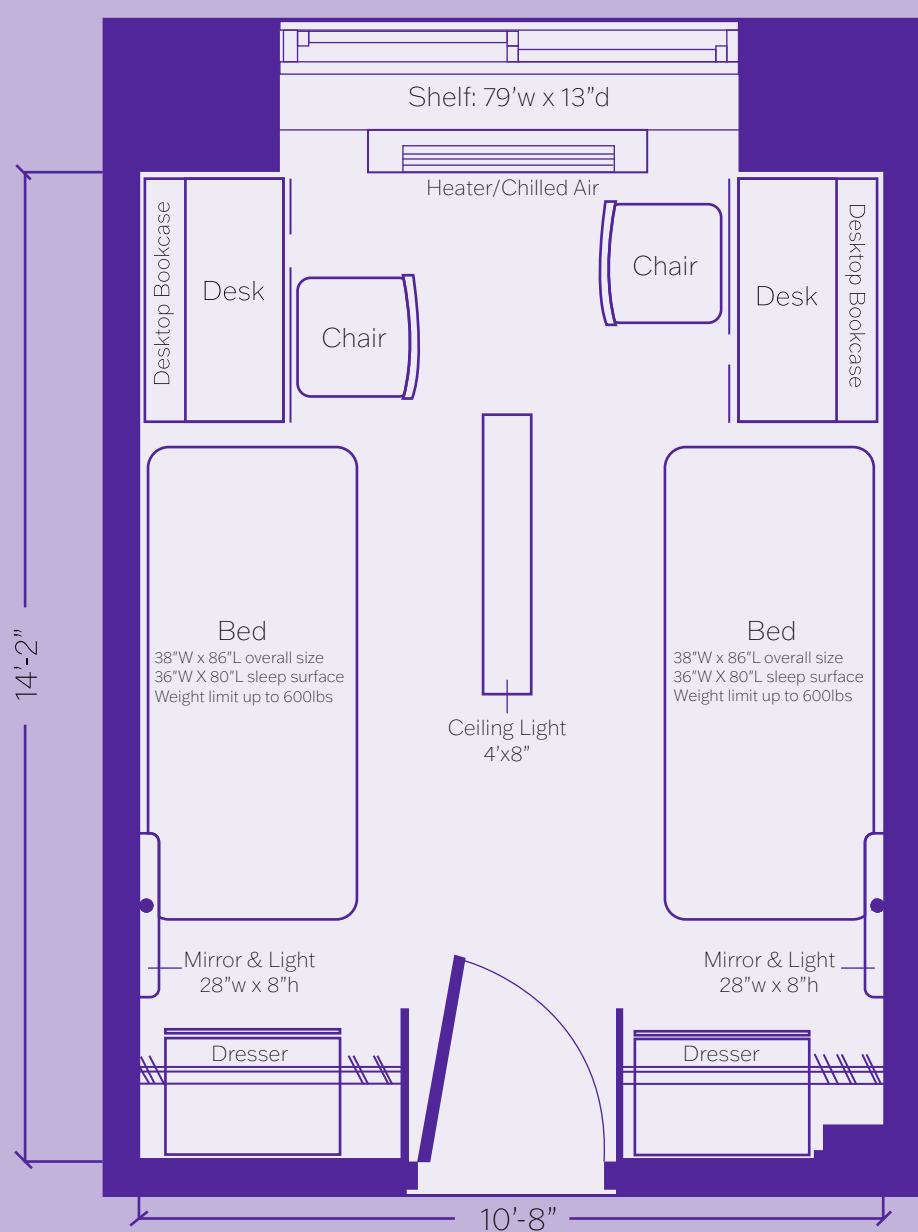 Shelf: 79’w x 13”d
Heater/Chilled Air
Desktop Bookcase
Desk
Chair
Chair
Desk
Desktop Bookcase
14’-2”
Bed
38”W x 86”L overall size
36”W X 80”L sleep surface
Weight limit up to 600lbs
Bed
38”W x 86”L overall size
36”W X 80”L sleep surface
Weight limit up to 600lbs
Ceiling Light
4’x8”
Mirror & Light
28”w x 8”h
Mirror & Light
28”w x 8”h
Dresser
Dresser
10’-8”